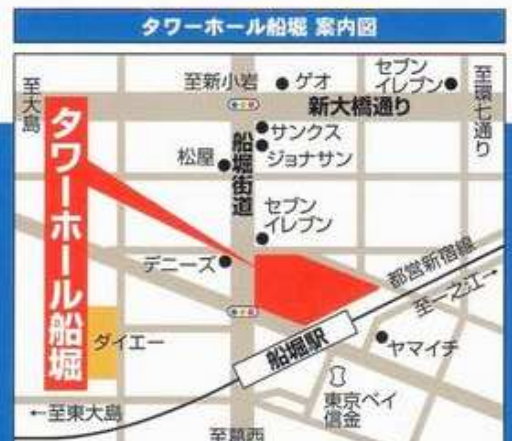 タワーホール船堀 案内図
至大島
至新小岩
ゲオ
セブン
イレブン
至環七通り
新大橋通り
サンクス
ジョナサン
松屋
船堀街道
セブン
イレブン
デニーズ
タワーホール船堀
都営新宿線
至一之江→
ダイエー
船堀駅
ヤマイチ
東京ベイ
信金
←至東大島
至葛西